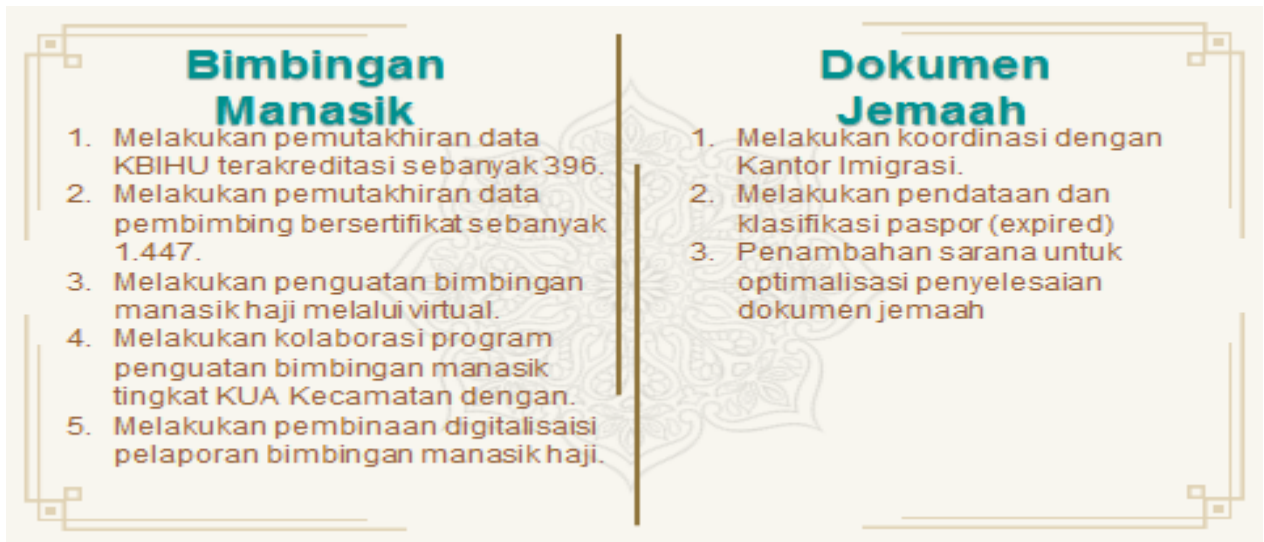 Bimbingan
Manasik
1. Melakukan pemutakhiran data
KBIHU terakreditasi sebanyak 396.
2. Melakukan pemutakhiran data
pembimbing bersertifikat sebanyak
1.447.
3. Melakukan penguatan bimbingan
manasik haji melalui virtual.
4. Melakukan kolaborasi program
penguatan bimbingan manasik
tingkat KUA Kecamatan dengan.
5. Melakukan pembinaan digitalisaisi
pelaporan bimbingan manasik haji.
Dokumen
Jemaah
1. Melakukan koordinasi dengan
Kantor Imigrasi.
2. Melakukan pendataan dan
klasifikasi paspor (expired)
3. Penambahan sarana untuk
optimalisasi penyelesaian
dokumen jemaah